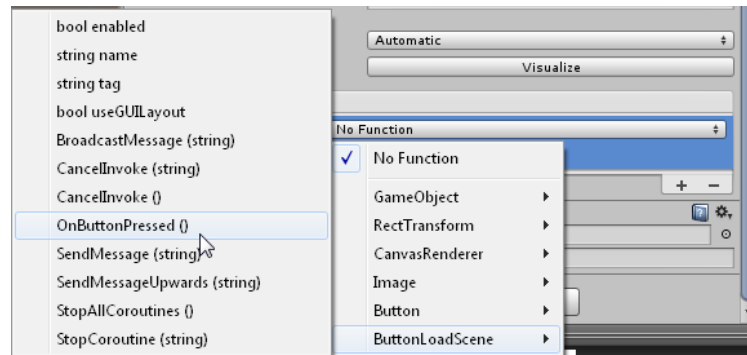 bool enabled
string name
string tag
bool useGUILayout
BroadcastMessage (string)
CancelInvoke (string)
CancelInvoke ()
OnButtonPressed ()
SendMessage (string)
SendMessageUpwards (string)
StopAllCoroutines ()
StopCoroutine (string)
Automatic
Visualize
No Function
No Function
GameObject
RectTransform
CanvasRenderer
Image
Button
ButtonLoadScene